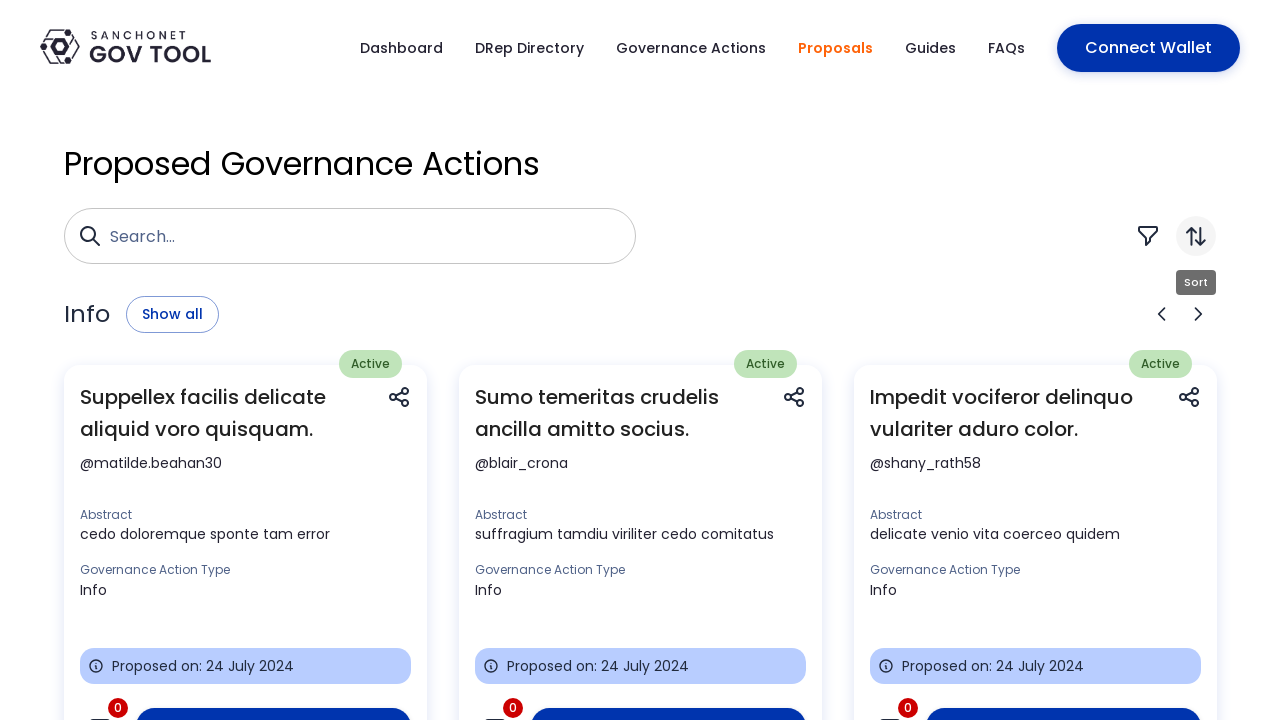 SANCHONET
GOV TOOL
Dashboard
DRep Directory
Governance Actions
Proposals
Guides
FAQs
Connect Wallet
Proposed Governance Actions
Search...
Sort
Info
Show all
Active
Suppellex facilis delicate
aliquid voro quisquam.
@matilde.beahan30
Abstract
cedo doloremque sponte tam error
Governance Action Type
Info
Proposed on: 24 July 2024
0
Active
Sumo temeritas crudelis
ancilla amitto socius.
@blair_crona
Abstract
suffragium tamdiu viriliter cedo comitatus
Governance Action Type
Info
Proposed on: 24 July 2024
0
Active
Impedit vociferor delinquo
vulariter aduro color.
@shany_rath58
Abstract
delicate venio vita coerceo quidem
Governance Action Type
Info
Proposed on: 24 July 2024
0